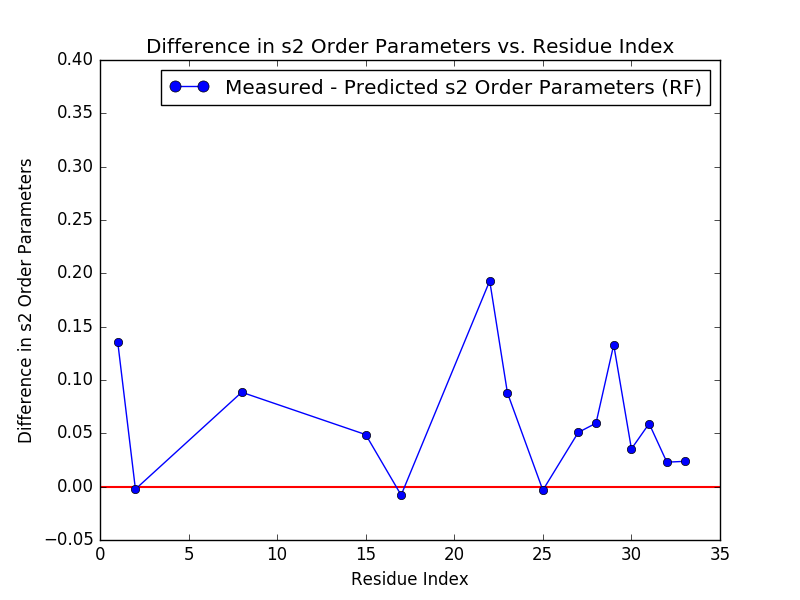 Difference in s2 Order Parameters vs. Residue Index
Measured - Predicted s2 Order Parameters (RF)
Difference in s2 Order Parameters
0.40
0.35
0.30
0.25
0.20
0.15
0.10
0.05
0.00
−0.05
0 5 10 15 20 25 30 35
Residue Index